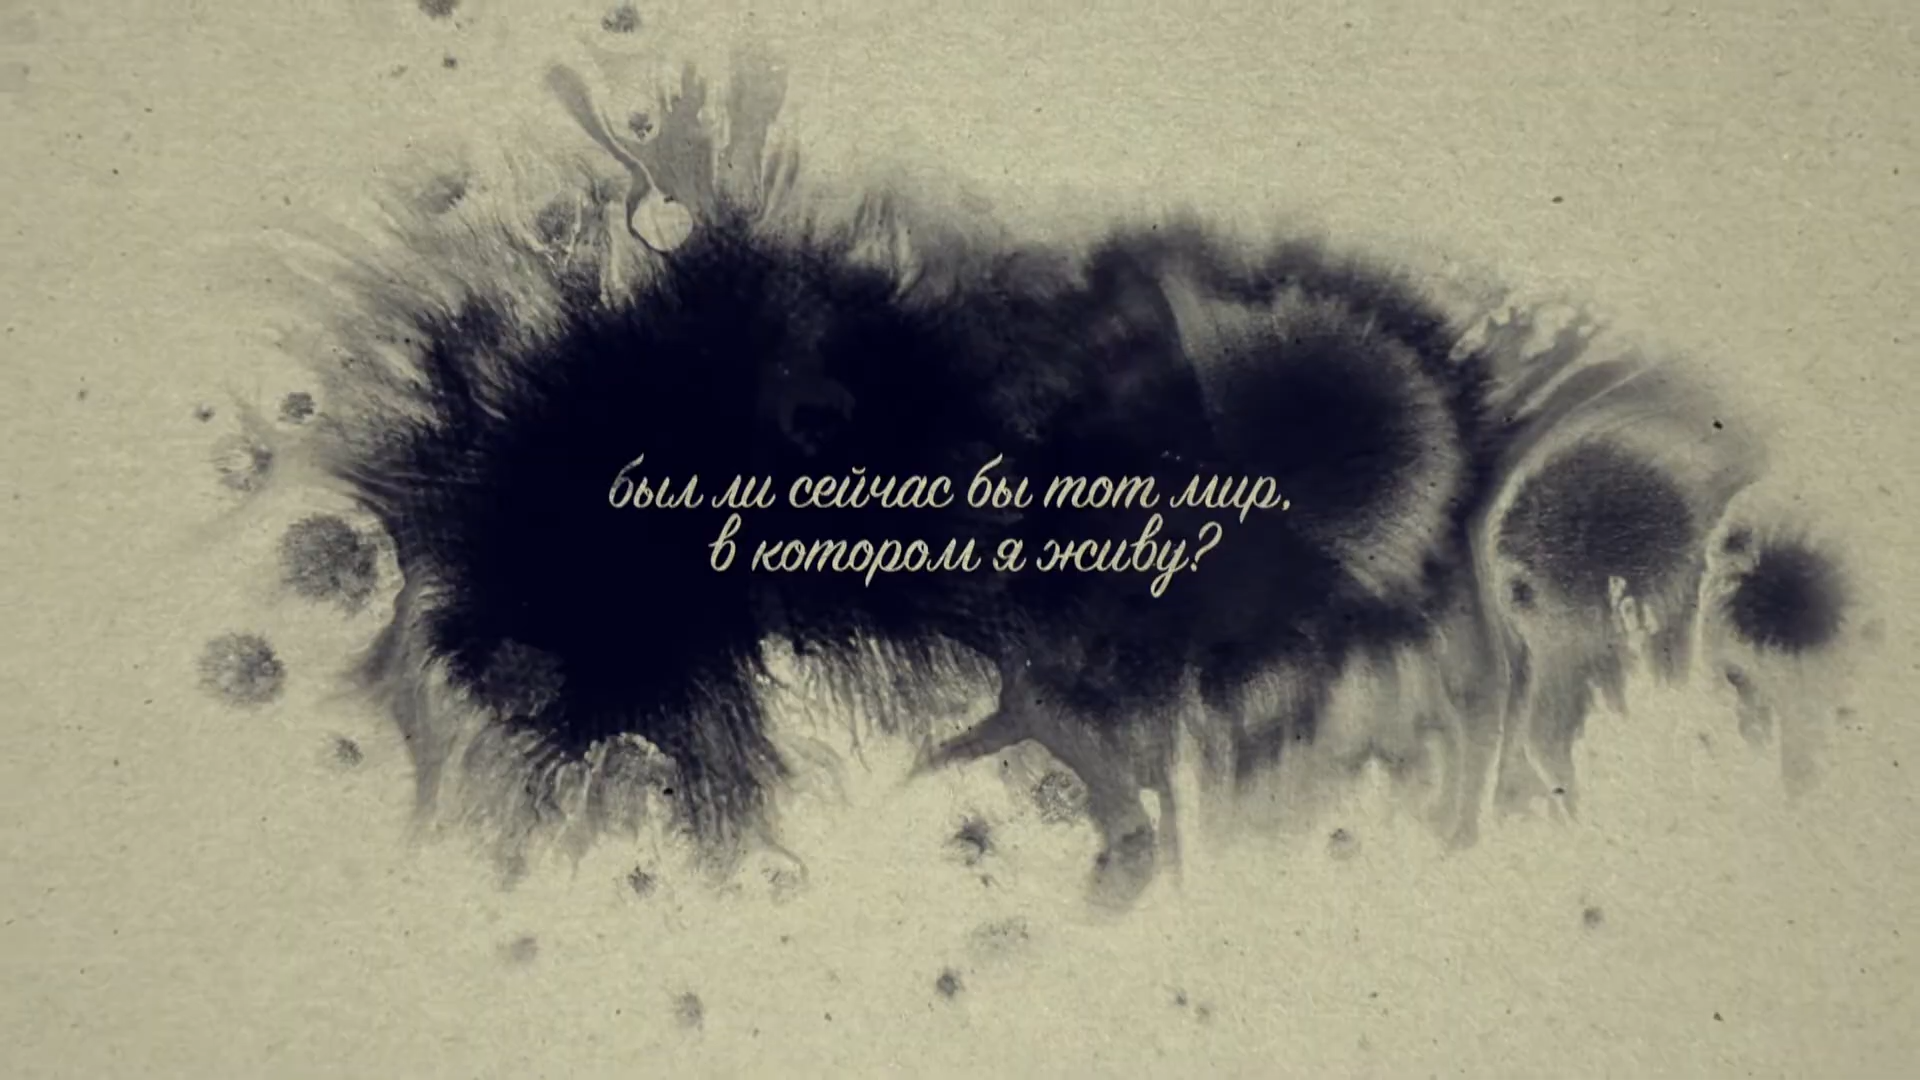 был ли сейчас бы тот мир,
в котором я живу?